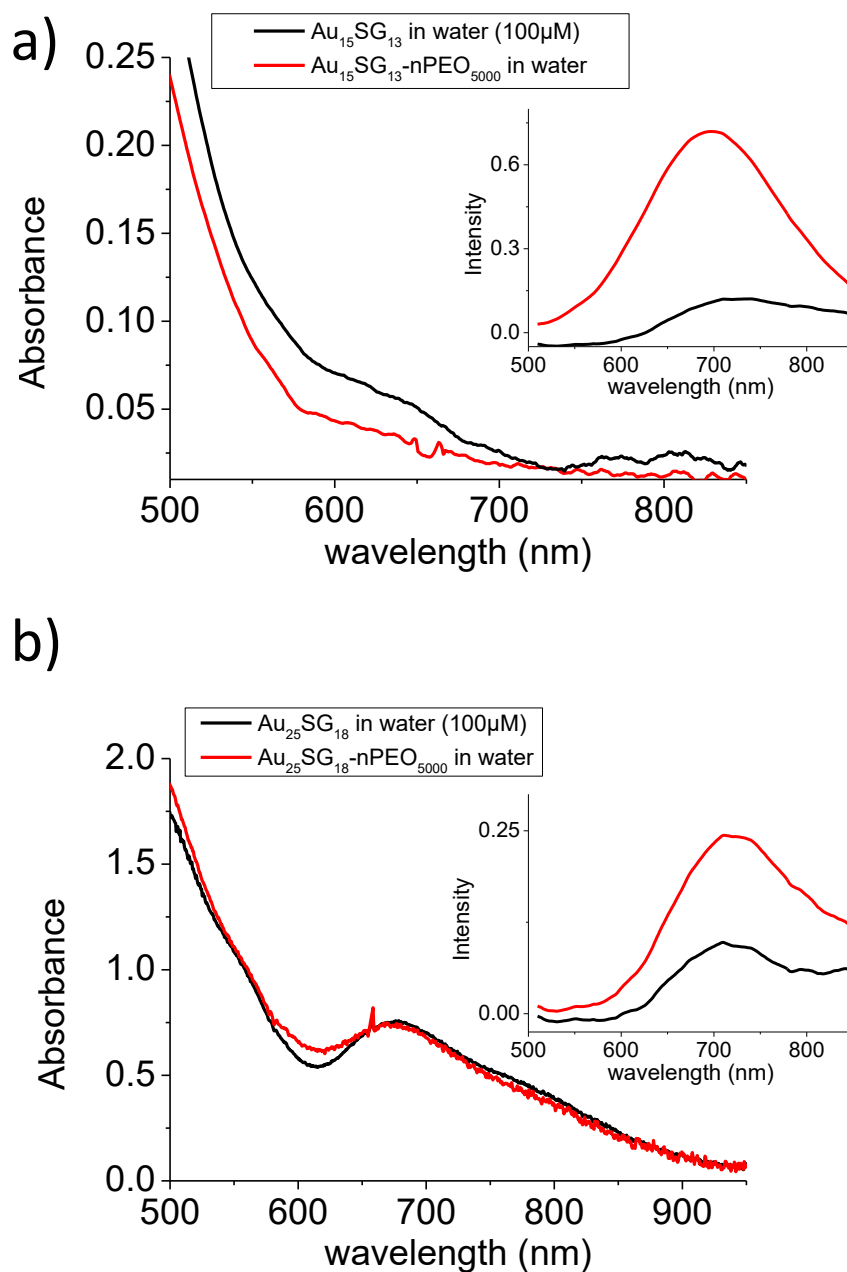 a)
Au₁₅SG₁₃ in water (100µM)
Au₁₅SG₁₃-nPEO₅₀₀₀ in water
0.25
0.20
0.15
0.10
0.05
Absorbance
500 600 700 800
wavelength (nm)
0.6
0.3
0.0
Intensity
500 600 700 800
wavelength (nm)
b)
Au₂₅SG₁₈ in water (100µM)
Au₂₅SG₁₈-nPEO₅₀₀₀ in water
2.0
1.5
1.0
0.5
0.0
Absorbance
500 600 700 800 900
wavelength (nm)
0.25
0.00
Intensity
500 600 700 800
wavelength (nm)